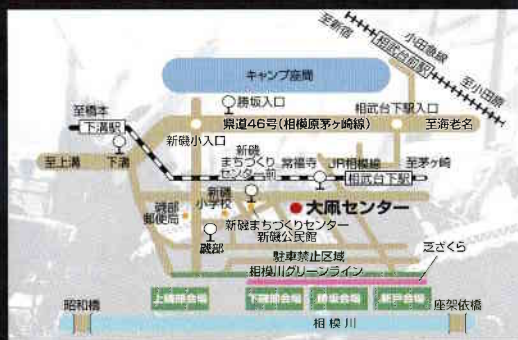 至新宿
小田急線
相武台前駅
至小田原
キャンプ座間
勝坂入口
相武台下駅入口
至橋本
下溝駅
県道46号(相模原茅ヶ崎線)
至海老名
新磯小入口
至上溝
下溝
新磯
まちづくり
センター前
常福寺
JR相模線
至茅ヶ崎
相武台下駅
新磯
小学校
磯部
郵便局
大凧センター
新磯まちづくりセンター
新磯公民館
磯部
駐車禁止区域
芝ざくら
相模川グリーンライン
上磯部会場
下磯部会場
勝坂会場
新戸会場
昭和橋
座架依橋
相模川